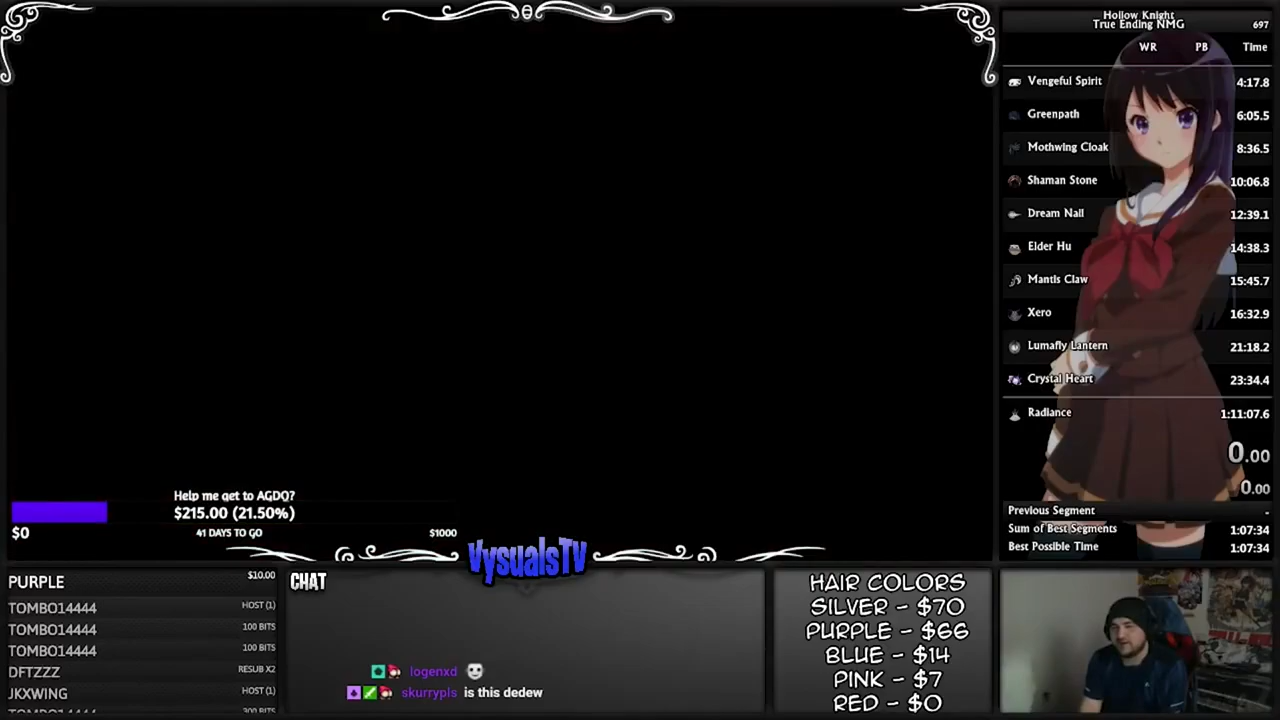 Hollow Knight
True Ending NMG 697
WR PB Time
Vengeful Spirit 4:17.8
Greenpath 6:05.5
Mothwing Cloak 8:36.5
Shaman Stone 10:06.8
Dream Nail 12:39.1
Elder Hu 14:38.3
Mantis Claw 15:45.7
Xero 16:32.9
Lumafly Lantern 21:18.2
Crystal Heart 23:34.4
Radiance 1:11:07.6
0.00
0.00
Previous Segment -
Sum of Best Segments 1:07:34
Best Possible Time 1:07:34
Help me get to AGDQ?
$215.00 (21.50%)
$0 41 DAYS TO GO $1000
VysualsTV
PURPLE $10.00
TOMBO14444 HOST (1)
TOMBO14444 100 BITS
TOMBO14444 100 BITS
DFTZZZ RESUB X2
JKXWING HOST (1)
TOMBO14444 300 BITS
CHAT
logenxd
skurrypls is this dedew
HAIR COLORS
SILVER - $70
PURPLE - $66
BLUE - $14
PINK - $7
RED - $0